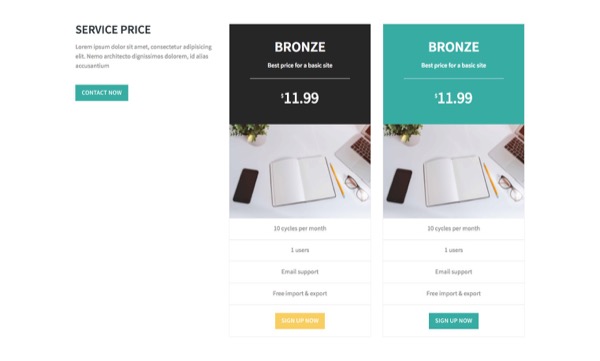 SERVICE PRICE
Lorem ipsum dolor sit amet, consectetur adipisicing
elit. Nemo architecto dignissimos dolorem, id alias
accusantium
CONTACT NOW
BRONZE
Best price for a basic site
$11.99
10 cycles per month
1 users
Email support
Free import & export
SIGN UP NOW
BRONZE
Best price for a basic site
$11.99
10 cycles per month
1 users
Email support
Free import & export
SIGN UP NOW